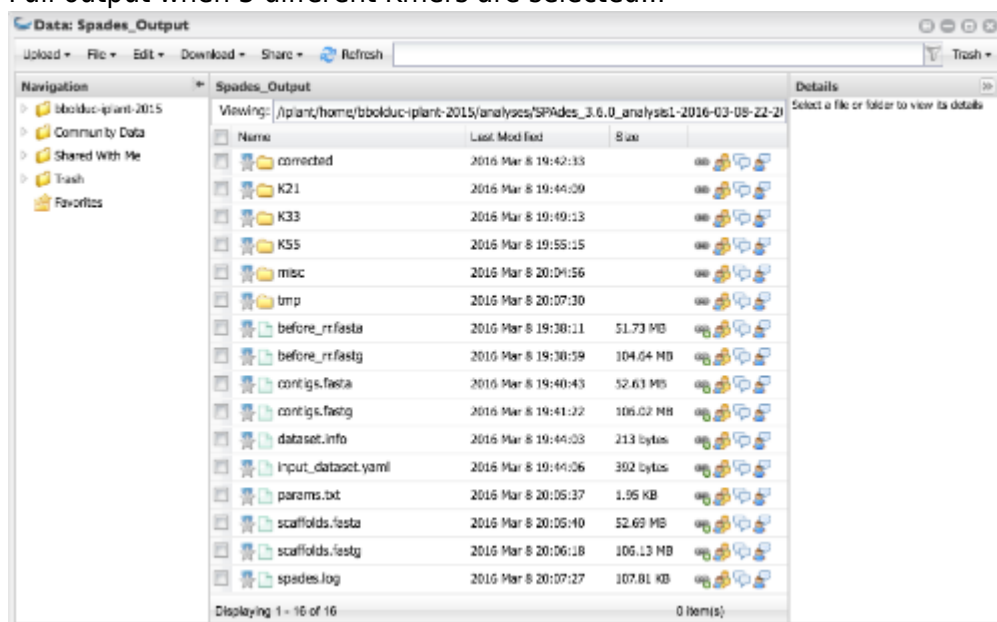 Full output when 3 different Kmers are selected...
Data: Spades_Output
Upload File Edit Download Share Refresh Trash
Navigation Spades_Output Details
bbolduc-iplant-2015 Viewing: /iplant/home/bbolduc-iplant-2015/analyses/SPAdes_3.6.0_analysis1-2016-03-08-22-2 Select a file or folder to view its details
Community Data Name Last Modified Size
Shared With Me corrected 2016 Mar 8 19:42:33
Trash K21 2016 Mar 8 19:44:09
Favorites K33 2016 Mar 8 19:49:13
K55 2016 Mar 8 19:55:15
misc 2016 Mar 8 20:04:56
tmp 2016 Mar 8 20:07:30
before_rr.fasta 2016 Mar 8 19:38:11 51.73 MB
before_rr.fastg 2016 Mar 8 19:38:59 104.64 MB
contigs.fasta 2016 Mar 8 19:40:43 52.63 MB
contigs.fastg 2016 Mar 8 19:41:22 106.02 MB
dataset.info 2016 Mar 8 19:44:03 213 bytes
input_dataset.yaml 2016 Mar 8 19:44:06 392 bytes
params.txt 2016 Mar 8 20:05:37 1.95 KB
scaffolds.fasta 2016 Mar 8 20:05:40 52.69 MB
scaffolds.fastg 2016 Mar 8 20:06:18 106.13 MB
spades.log 2016 Mar 8 20:07:27 107.81 KB
Displaying 1 - 16 of 16 0 item(s)